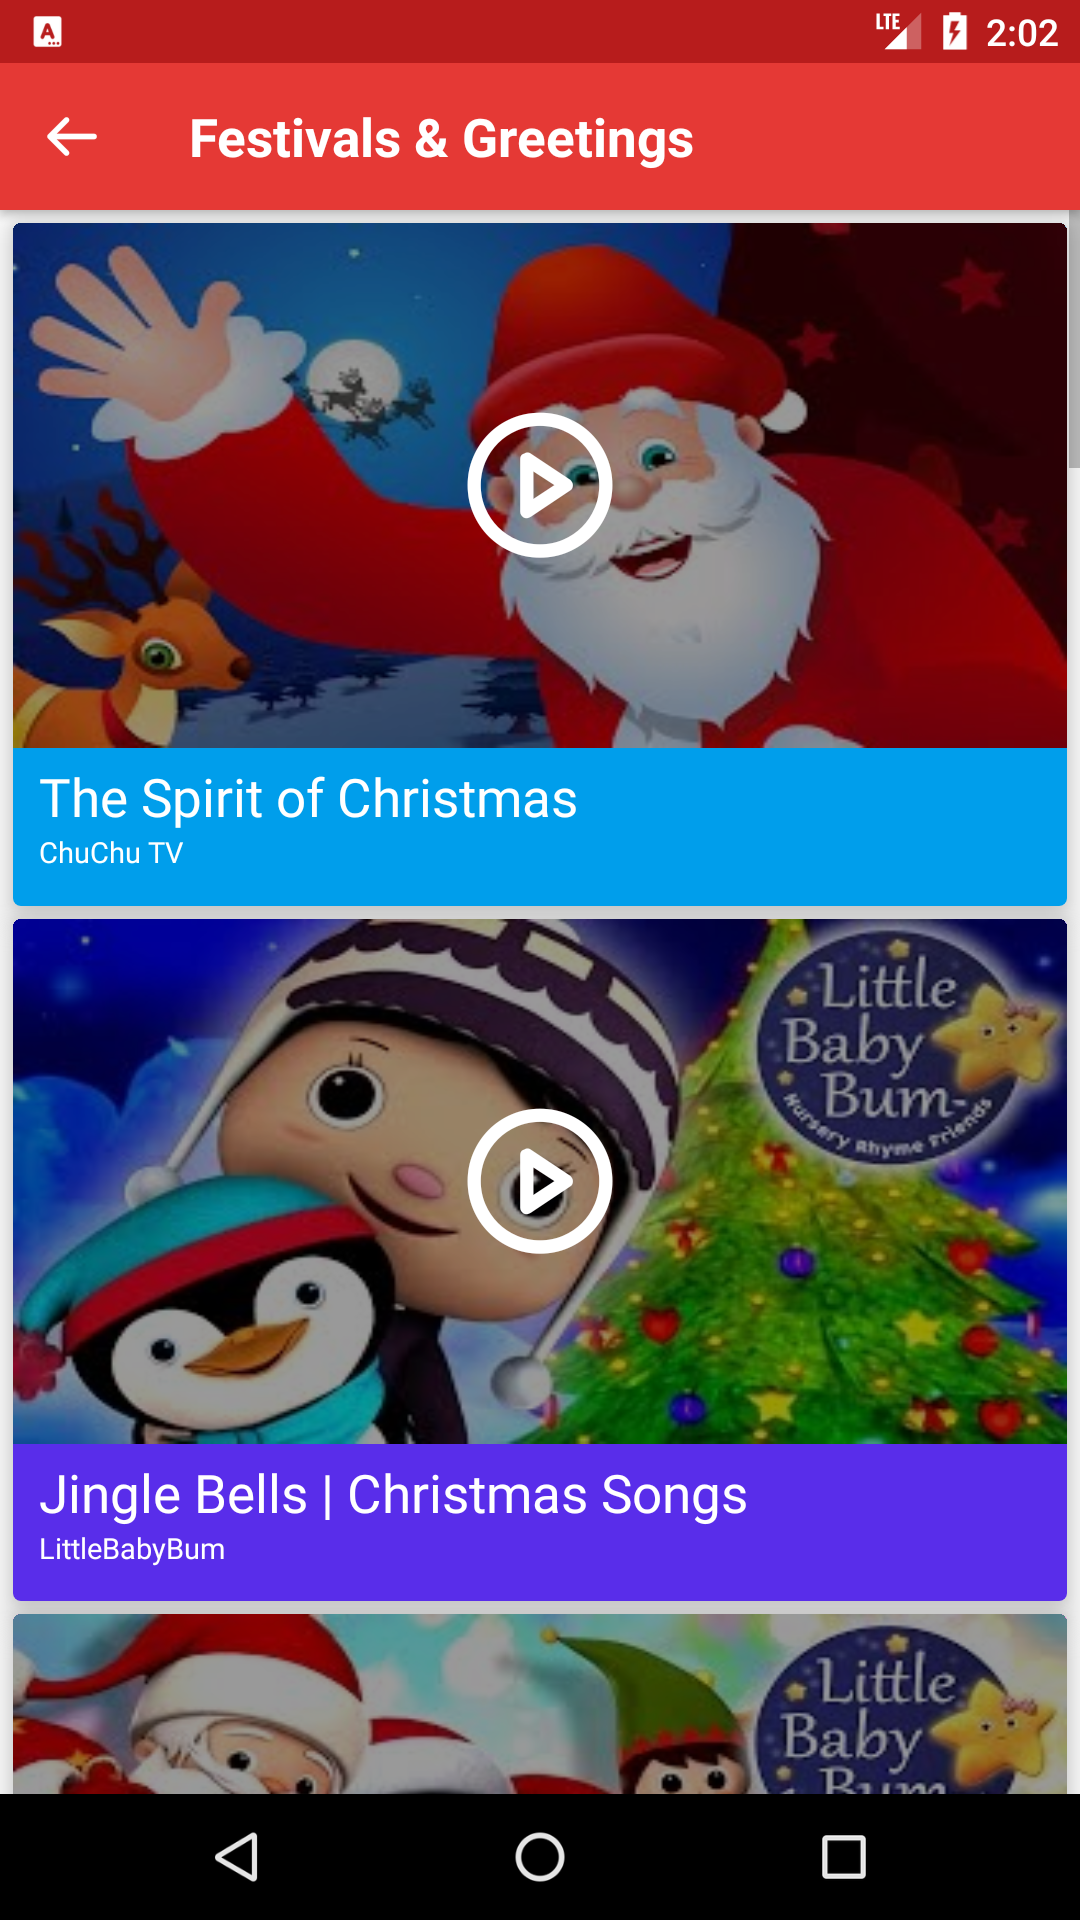 LTE 2:02
Festivals & Greetings
The Spirit of Christmas
ChuChu TV
Little
Baby
Bum
Nursery Rhyme Friends
Jingle Bells | Christmas Songs
LittleBabyBum
Little
Baby
Bum